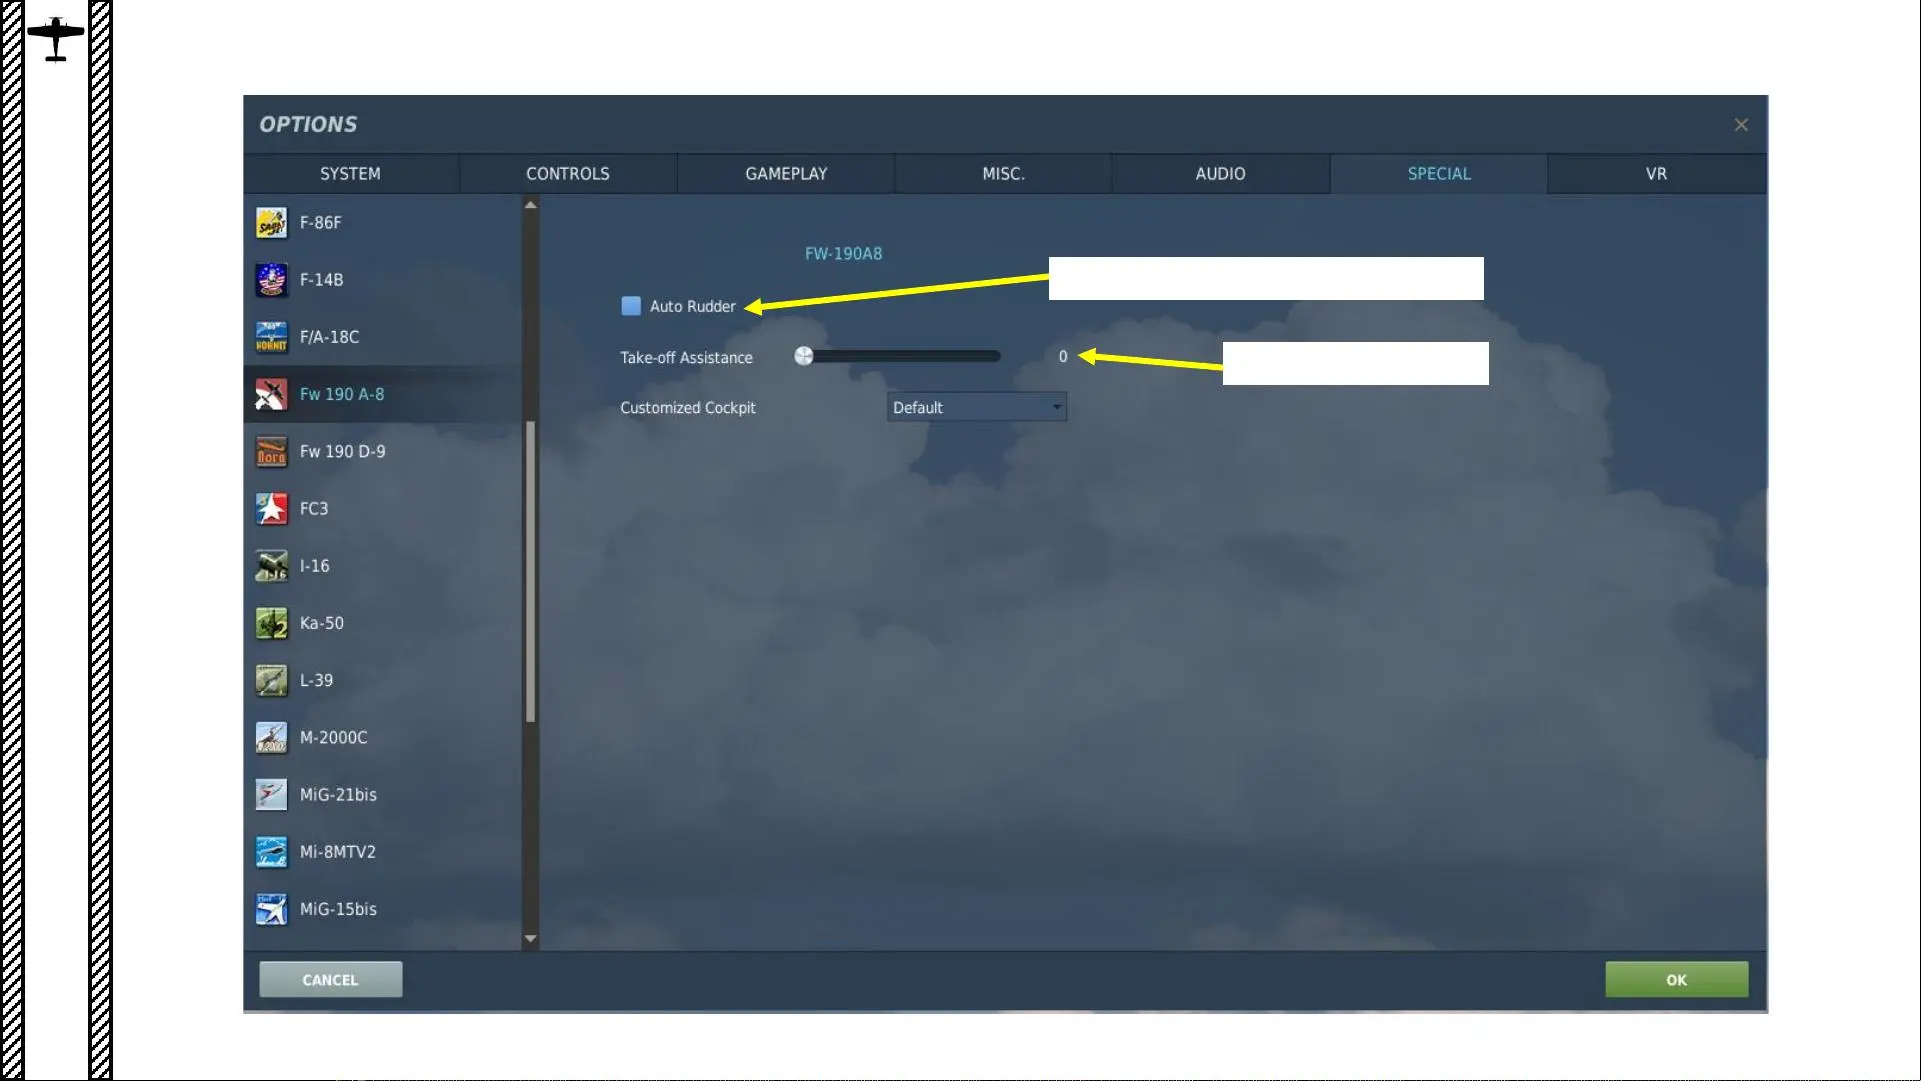 OPTIONS
SYSTEM CONTROLS GAMEPLAY MISC. AUDIO SPECIAL VR
F-86F
F-14B
F/A-18C
Fw 190 A-8
Fw 190 D-9
FC3
I-16
Ka-50
L-39
M-2000C
MiG-21bis
Mi-8MTV2
MiG-15bis
FW-190A8
Auto Rudder
Take-off Assistance 0
Customized Cockpit Default
CANCEL OK